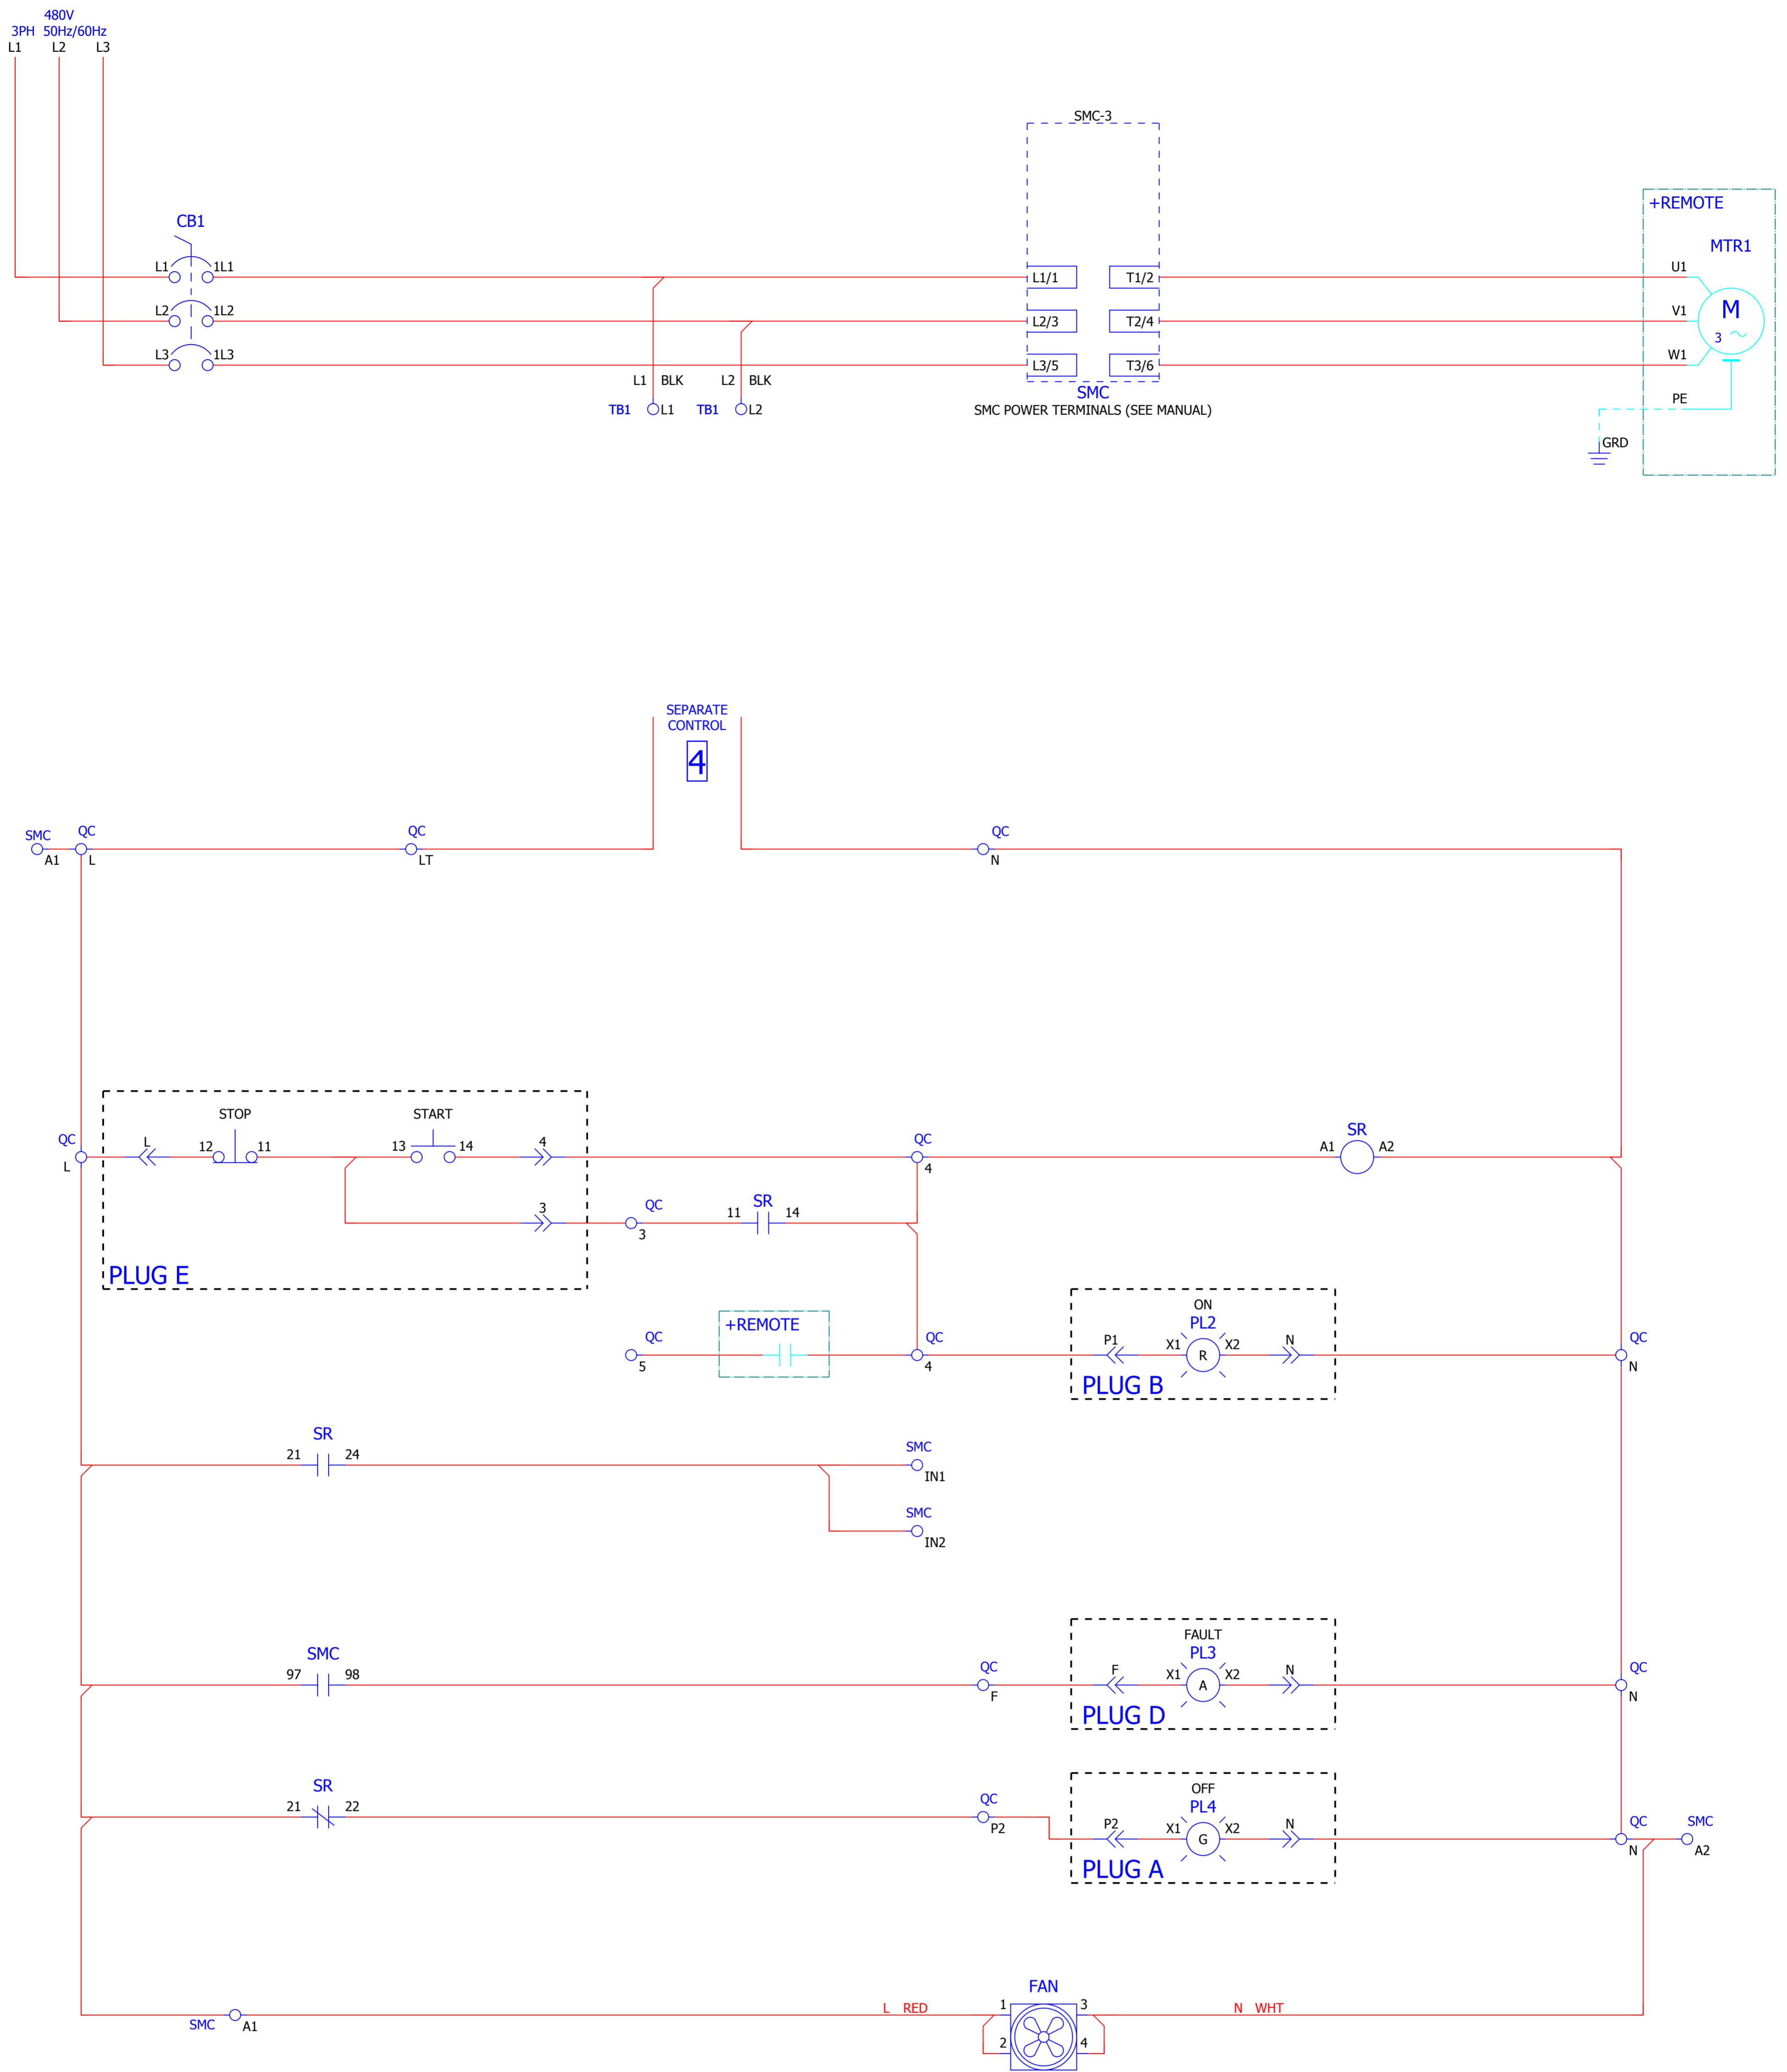 480V
3PH 50Hz/60Hz
L1 L2 L3
SMC-3
+REMOTE
CB1
MTR1
L1 1L1
L1/1 T1/2
U1
L2 1L2
L2/3 T2/4
V1
M
3
L3 1L3
L3/5 T3/6
W1
L1 BLK L2 BLK
SMC
PE
TB1 L1 TB1 L2
SMC POWER TERMINALS (SEE MANUAL)
GRD
SEPARATE
CONTROL
4
SMC QC QC QC
A1 L LT N
STOP START
QC L 12 11 13 14 4 QC SR
A1 A2
L 4
3 QC 11 SR 14
3
PLUG E
ON
+REMOTE
PL2
QC QC P1 X1 X2 N QC
R
5 4 N
PLUG B
SR
21 24 SMC
IN1
SMC
IN2
FAULT
SMC PL3
97 98 QC F X1 X2 N QC
A
F N
PLUG D
SR OFF
21 22 QC PL4
P2 P2 X1 X2 N QC SMC
G
N A2
PLUG A
FAN
L RED 1 3 N WHT
SMC A1
2 4